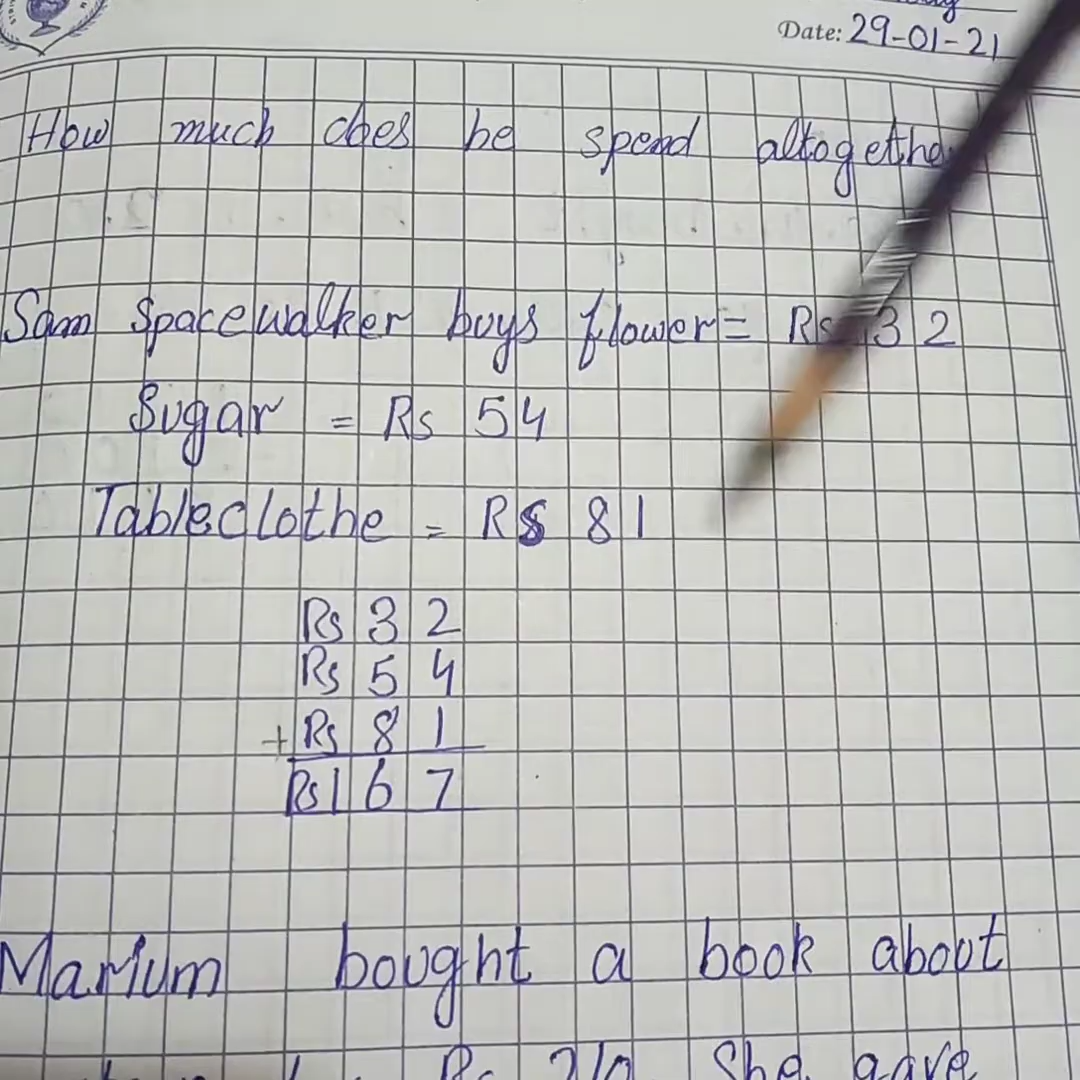 Date: 29-01-21
How much does he spend altogethe
Sam Spacewalker buys flower= Rs 32
Sugar = Rs 54
Tableclothe = Rs 81
Rs 3 2
Rs 5 4
+ Rs 8 1
Rs 1 6 7
Marium bought a book about
She gave